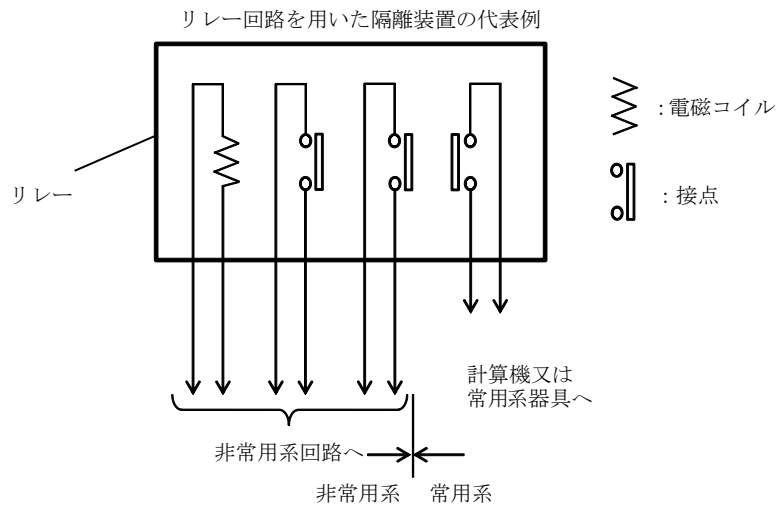 リレー回路を用いた隔離装置の代表例
:電磁コイル
リレー
:接点
計算機又は
常用系器具へ
非常用系回路へ
非常用系 常用系